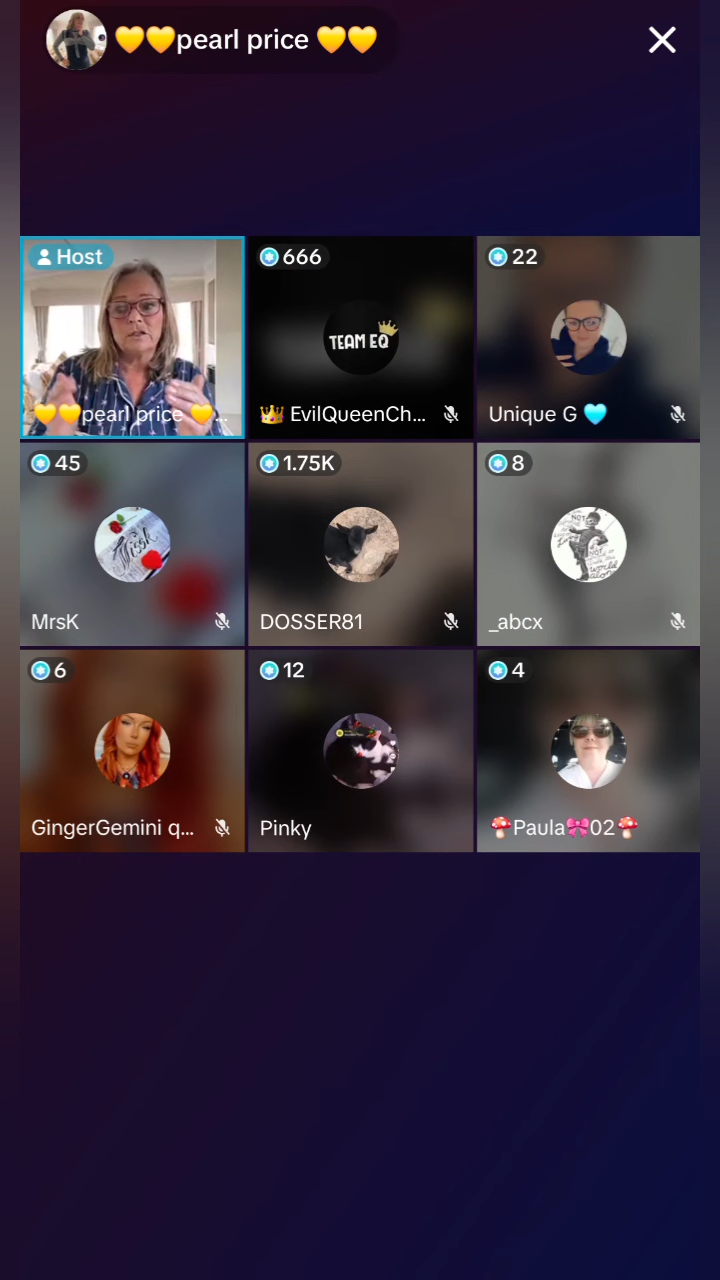 💛💛pearl price 💛💛
Host
666
22
TEAM EQ
💛💛pearl price 💛...
👑 EvilQueenCh...
Unique G 🩵
45
1.75K
8
MrsK
DOSSER81
_abcx
6
12
4
GingerGemini q...
Pinky
🍄Paula🎀02🍄